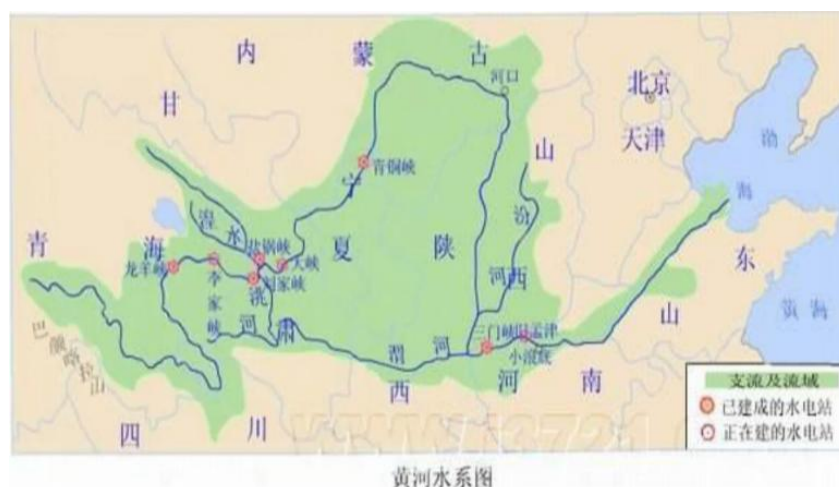 内 蒙 古
甘
河口
北京
天津
渤
海
山
青铜峡
宁
夏
陕
汾
河
西
湟
水
盐锅峡
大峡
刘家峡
青
海
龙羊峡
李家峡
洮
河
肃
渭 河
三门峡
旧孟津
小浪底
东
山
黄 海
巴颜喀拉山
四 川
西
河 南
支流及流域
已建成的水电站
正在建的水电站
黄河水系图